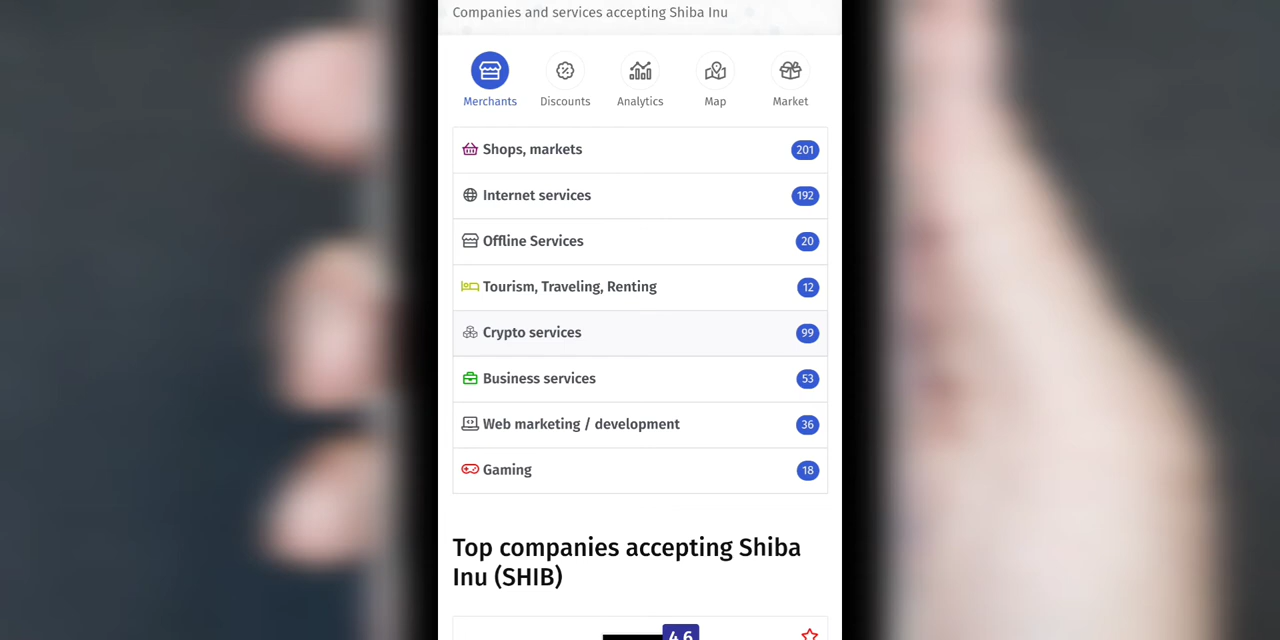 Companies and services accepting Shiba Inu
Merchants
Discounts
Analytics
Map
Market
Shops, markets 201
Internet services 192
Offline Services 20
Tourism, Traveling, Renting 12
Crypto services 99
Business services 53
Web marketing / development 36
Gaming 18
Top companies accepting Shiba
Inu (SHIB)
4.6